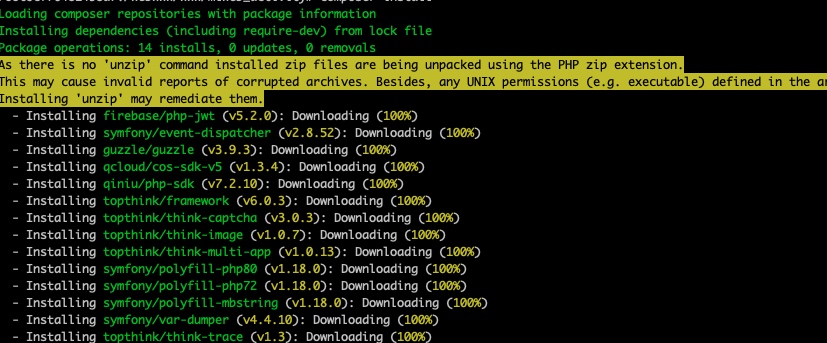 Loading composer repositories with package information
Installing dependencies (including require-dev) from lock file
Package operations: 14 installs, 0 updates, 0 removals
As there is no 'unzip' command installed zip files are being unpacked using the PHP zip extension.
This may cause invalid reports of corrupted archives. Besides, any UNIX permissions (e.g. executable) defined in the
Installing 'unzip' may remediate them.
- Installing firebase/php-jwt (v5.2.0): Downloading (100%)
- Installing symfony/event-dispatcher (v2.8.52): Downloading (100%)
- Installing guzzle/guzzle (v3.9.3): Downloading (100%)
- Installing qcloud/cos-sdk-v5 (v1.3.4): Downloading (100%)
- Installing qiniu/php-sdk (v7.2.10): Downloading (100%)
- Installing topthink/framework (v6.0.3): Downloading (100%)
- Installing topthink/think-captcha (v3.0.3): Downloading (100%)
- Installing topthink/think-image (v1.0.7): Downloading (100%)
- Installing topthink/think-multi-app (v1.0.13): Downloading (100%)
- Installing symfony/polyfill-php80 (v1.18.0): Downloading (100%)
- Installing symfony/polyfill-php72 (v1.18.0): Downloading (100%)
- Installing symfony/polyfill-mbstring (v1.18.0): Downloading (100%)
- Installing symfony/var-dumper (v4.4.10): Downloading (100%)
- Installing topthink/think-trace (v1.3): Downloading (100%)